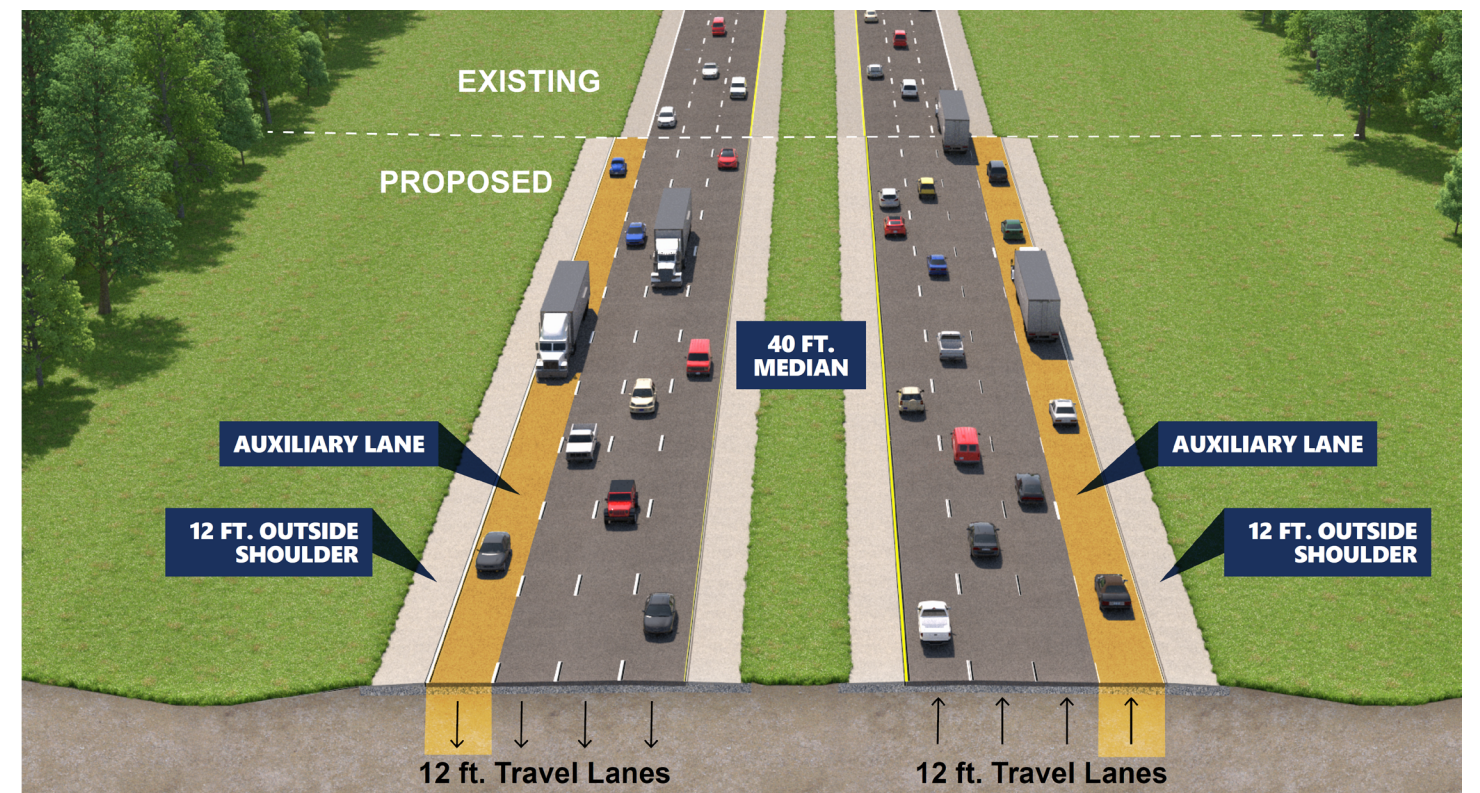 EXISTING
PROPOSED
40 FT.
MEDIAN
AUXILIARY LANE
AUXILIARY LANE
12 FT. OUTSIDE
SHOULDER
12 FT. OUTSIDE
SHOULDER
12 ft. Travel Lanes
12 ft. Travel Lanes